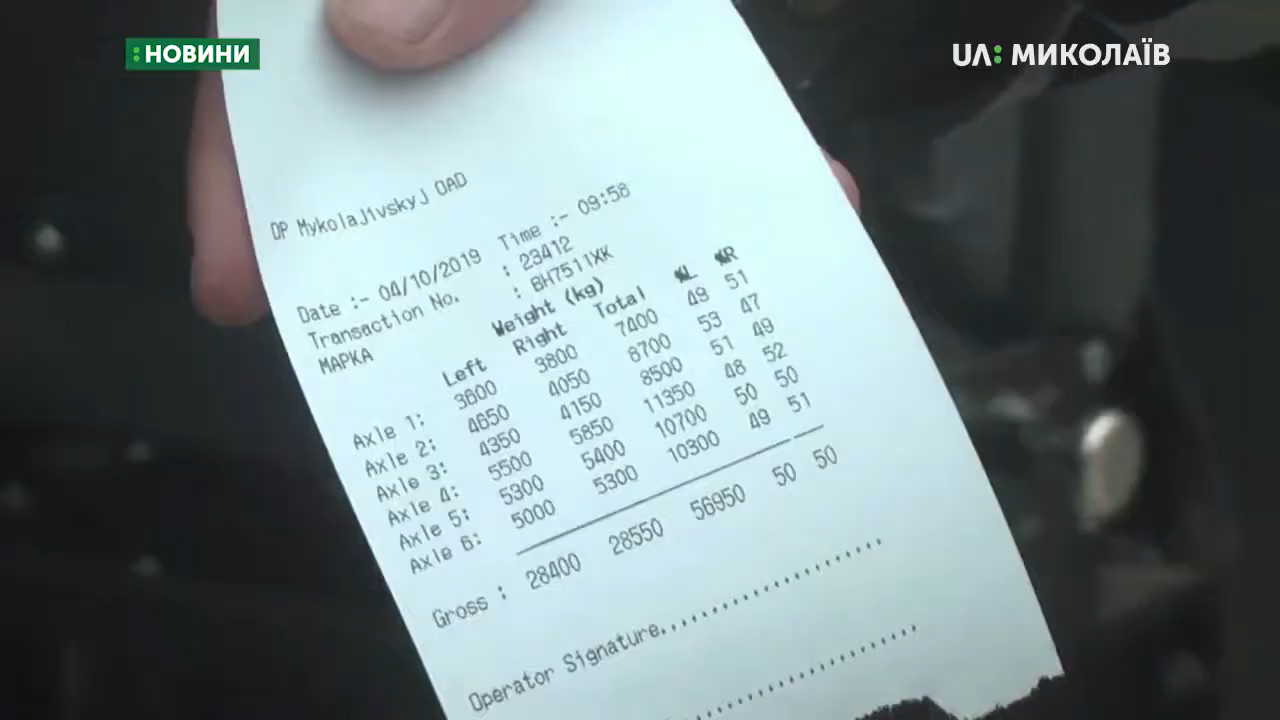 : НОВИНИ
UA: МИКОЛАЇВ
DP Mykolajivskyj OAD
Date :- 04/10/2019 Time :- 09:58
Transaction No. : 23412
МАРКА : BH7511XK
Weight (kg)
Left Right Total %L %R
Axle 1: 3600 3800 7400 49 51
Axle 2: 4650 4050 8700 53 47
Axle 3: 4350 4150 8500 51 49
Axle 4: 5500 5850 11350 48 52
Axle 5: 5300 5400 10700 50 50
Axle 6: 5000 5300 10300 49 51
Gross : 28400 28550 56950 50 50
Operator Signature....................